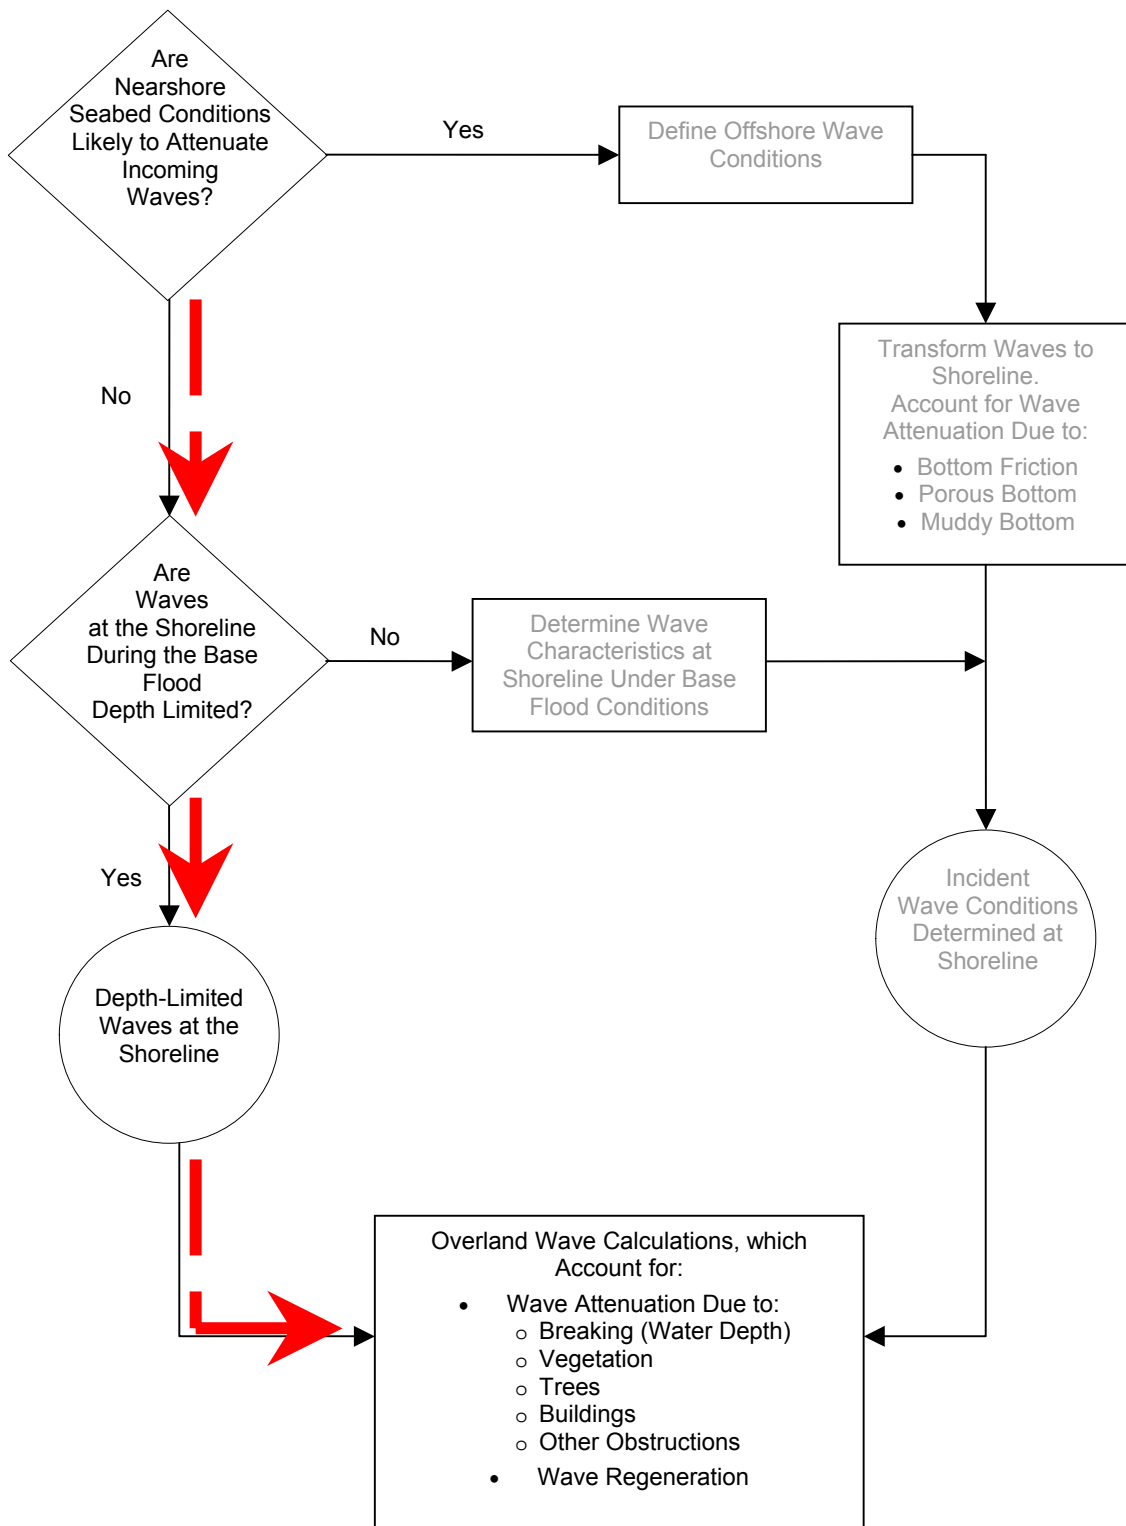 Are
Nearshore
Seabed Conditions
Likely to Attenuate
Incoming
Waves?
Yes
Define Offshore Wave
Conditions
Transform Waves to
Shoreline.
Account for Wave
Attenuation Due to:
• Bottom Friction
• Porous Bottom
• Muddy Bottom
No
Are
Waves
at the Shoreline
During the Base
Flood
Depth Limited?
No
Determine Wave
Characteristics at
Shoreline Under Base
Flood Conditions
Yes
Incident
Wave Conditions
Determined at
Shoreline
Depth-Limited
Waves at the
Shoreline
Overland Wave Calculations, which
Account for:
• Wave Attenuation Due to:
o Breaking (Water Depth)
o Vegetation
o Trees
o Buildings
o Other Obstructions
• Wave Regeneration